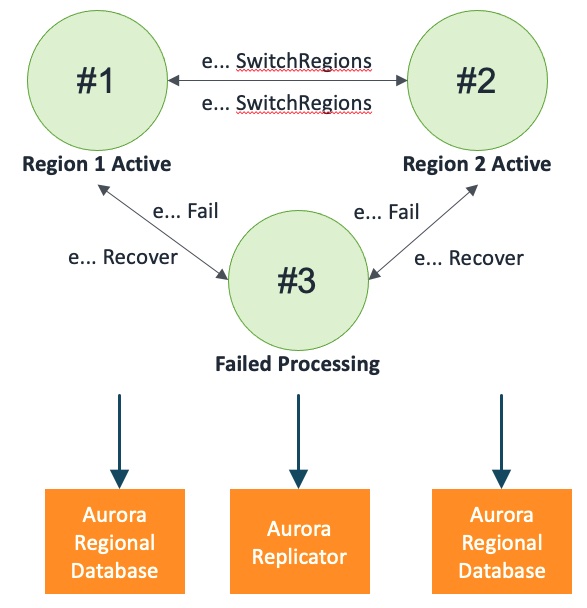 #1
e... SwitchRegions
#2
e... SwitchRegions
Region 1 Active
Region 2 Active
e... Fail
e... Fail
e... Recover
#3
e... Recover
Failed Processing
Aurora
Regional
Database
Aurora
Replicator
Aurora
Regional
Database